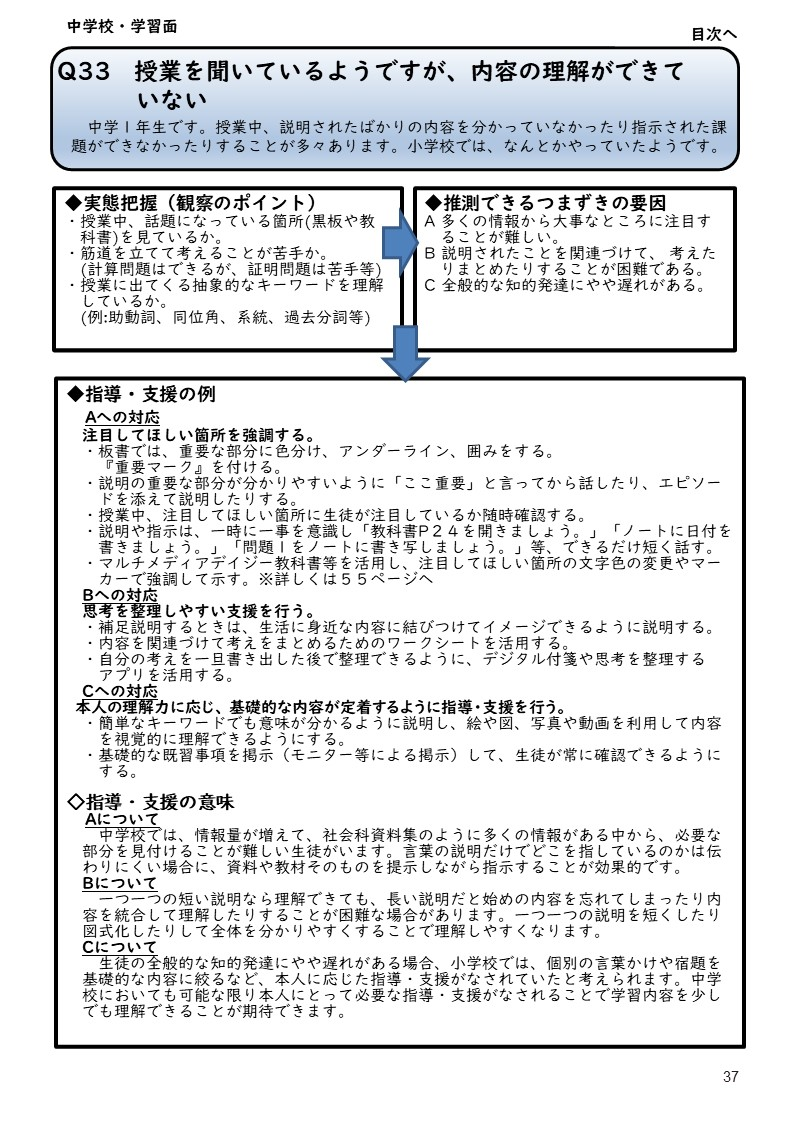 中学校・学習面
目次へ
Q33　授業を聞いているようですが、内容の理解ができて
いない
中学1年生です。授業中、説明されたばかりの内容を分かっていなかったり指示された課
題ができなかったりすることが多々あります。小学校では、なんとかやっていたようです。
◆実態把握（観察のポイント）
・授業中、話題になっている箇所(黒板や教
科書)を見ているか。
・筋道を立てて考えることが苦手か。
(計算問題はできるが、証明問題は苦手等)
・授業に出てくる抽象的なキーワードを理解
しているか。
(例:助動詞、同位角、系統、過去分詞等)
◆推測できるつまずきの要因
A 多くの情報から大事なところに注目す
ることが難しい。
B 説明されたことを関連づけて、 考えた
りまとめたりすることが困難である。
C 全般的な知的発達にやや遅れがある。
◆指導・支援の例
Aへの対応
注目してほしい箇所を強調する。
・板書では、重要な部分に色分け、アンダーライン、囲みをする。
『重要マーク』を付ける。
・説明の重要な部分が分かりやすいように「ここ重要」と言ってから話したり、エピソー
ドを添えて説明したりする。
・授業中、注目してほしい箇所に生徒が注目しているか随時確認する。
・説明や指示は、一時に一事を意識し「教科書P２４を開きましょう。」「ノートに日付を
書きましょう。」「問題1をノートに書き写しましょう。」等、できるだけ短く話す。
・マルチメディアデイジー教科書等を活用し、注目してほしい箇所の文字色の変更やマー
カーで強調して示す。※詳しくは５５ページへ
Bへの対応
思考を整理しやすい支援を行う。
・補足説明するときは、生活に身近な内容に結びつけてイメージできるように説明する。
・内容を関連づけて考えをまとめるためのワークシートを活用する。
・自分の考えを一旦書き出した後で整理できるように、デジタル付箋や思考を整理する
アプリを活用する。
Cへの対応
本人の理解力に応じ、基礎的な内容が定着するように指導・支援を行う。
・簡単なキーワードでも意味が分かるように説明し、絵や図、写真や動画を利用して内容
を視覚的に理解できるようにする。
・基礎的な既習事項を掲示（モニター等による掲示）して、生徒が常に確認できるように
する。
◇指導・支援の意味
Aについて
中学校では、情報量が増えて、社会科資料集のように多くの情報がある中から、必要な
部分を見付けることが難しい生徒がいます。言葉の説明だけでどこを指しているのかは伝
わりにくい場合に、資料や教材そのものを提示しながら指示することが効果的です。
Bについて
一つ一つの短い説明なら理解できても、長い説明だと始めの内容を忘れてしまったり内
容を統合して理解したりすることが困難な場合があります。一つ一つの説明を短くしたり
図式化したりして全体を分かりやすくすることで理解しやすくなります。
Cについて
生徒の全般的な知的発達にやや遅れがある場合、小学校では、個別の言葉かけや宿題を
基礎的な内容に絞るなど、本人に応じた指導・支援がなされていたと考えられます。中学
校においても可能な限り本人にとって必要な指導・支援がなされることで学習内容を少し
でも理解できることが期待できます。
37